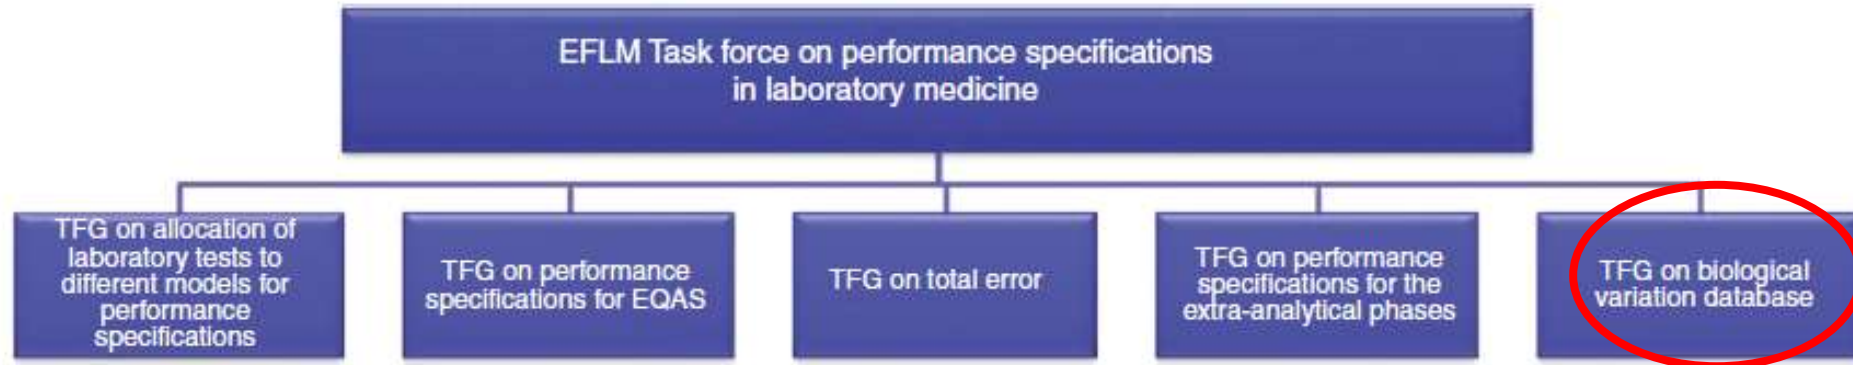 EFLM Task force on performance specifications
in laboratory medicine
TFG on allocation of
laboratory tests to
different models for
performance
specifications
TFG on performance
specifications for EQAS
TFG on total error
TFG on performance
specifications for the
extra-analytical phases
TFG on biological
variation database